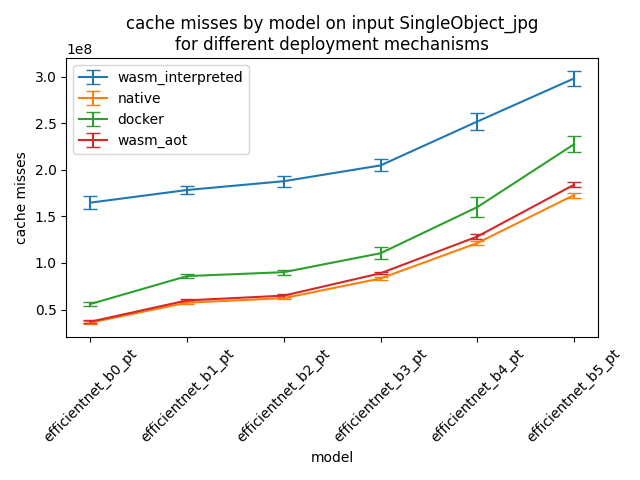 cache misses by model on input SingleObject_jpg
for different deployment mechanisms
1e8
3.0
2.5
2.0
1.5
1.0
0.5
cache misses
wasm_interpreted
native
docker
wasm_aot
efficientnet_b0_pt
efficientnet_b1_pt
efficientnet_b2_pt
efficientnet_b3_pt
efficientnet_b4_pt
efficientnet_b5_pt
model